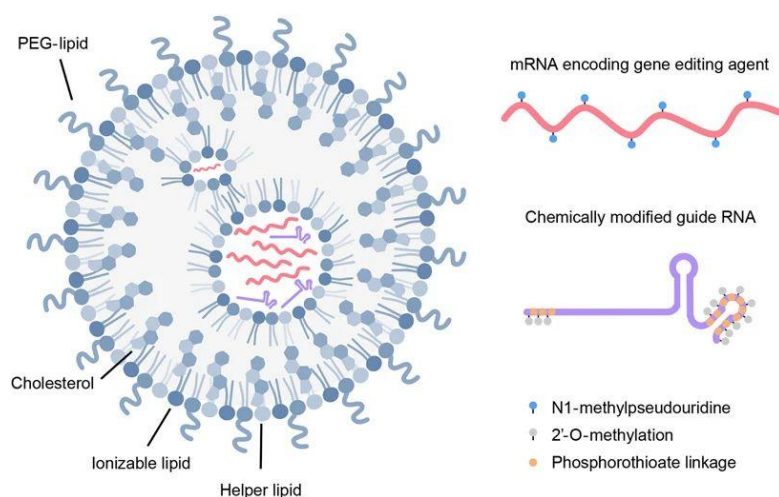 PEG-lipid
Cholesterol
Ionizable lipid
Helper lipid
mRNA encoding gene editing agent
Chemically modified guide RNA
N1-methylpseudouridine
2'-O-methylation
Phosphorothioate linkage